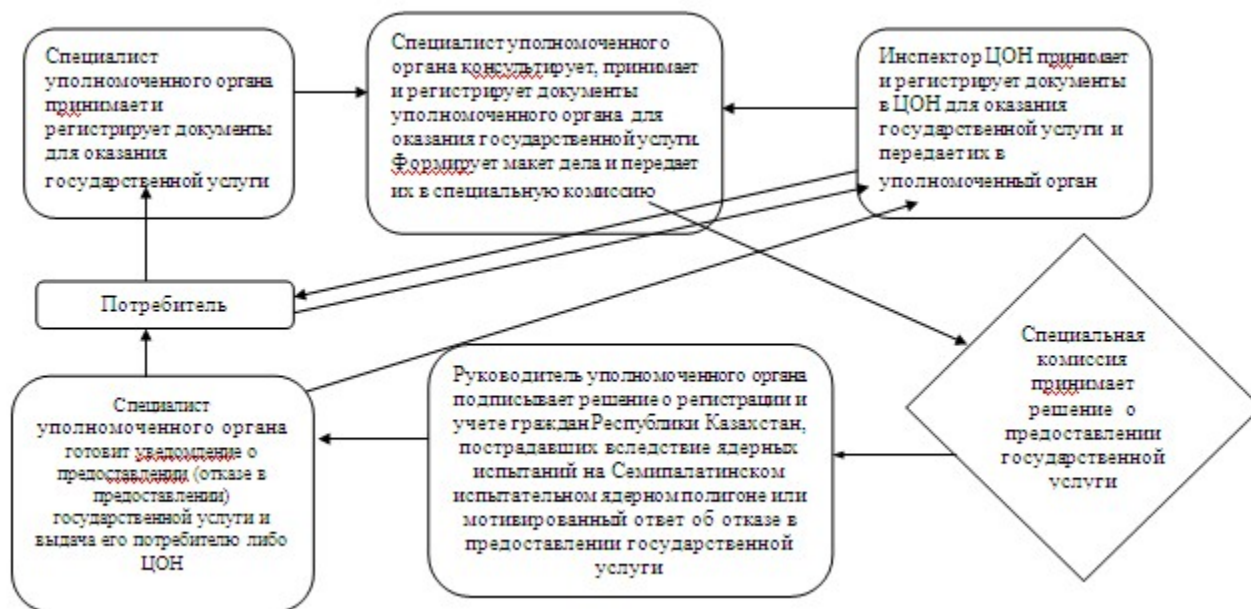 Специалист
уполномоченного органа
принимает и
регистрирует документы
для оказания
государственной услуги
Специалист уполномоченного
органа консультирует, принимает
и регистрирует документы
уполномоченного органа для
оказания государственной услуги.
Формирует макет дела и передает
их в специальную комиссию
Инспектор ЦОН принимает
и регистрирует документы
в ЦОН для оказания
государственной услуги и
передает их в
уполномоченный орган
Потребитель
Специалист
уполномоченного органа
готовит уведомление о
предоставлении (отказе в
предоставлении)
государственной услуги и
выдача его потребителю либо
ЦОН
Руководитель уполномоченного органа
подписывает решение о регистрации и
учете граждан Республики Казахстан,
пострадавших вследствие ядерных
испытаний на Семипалатинском
испытательном ядерном полигоне или
мотивированный ответ об отказе в
предоставлении государственной
услуги
Специальная
комиссия
принимает
решение о
предоставлении
государственной
услуги